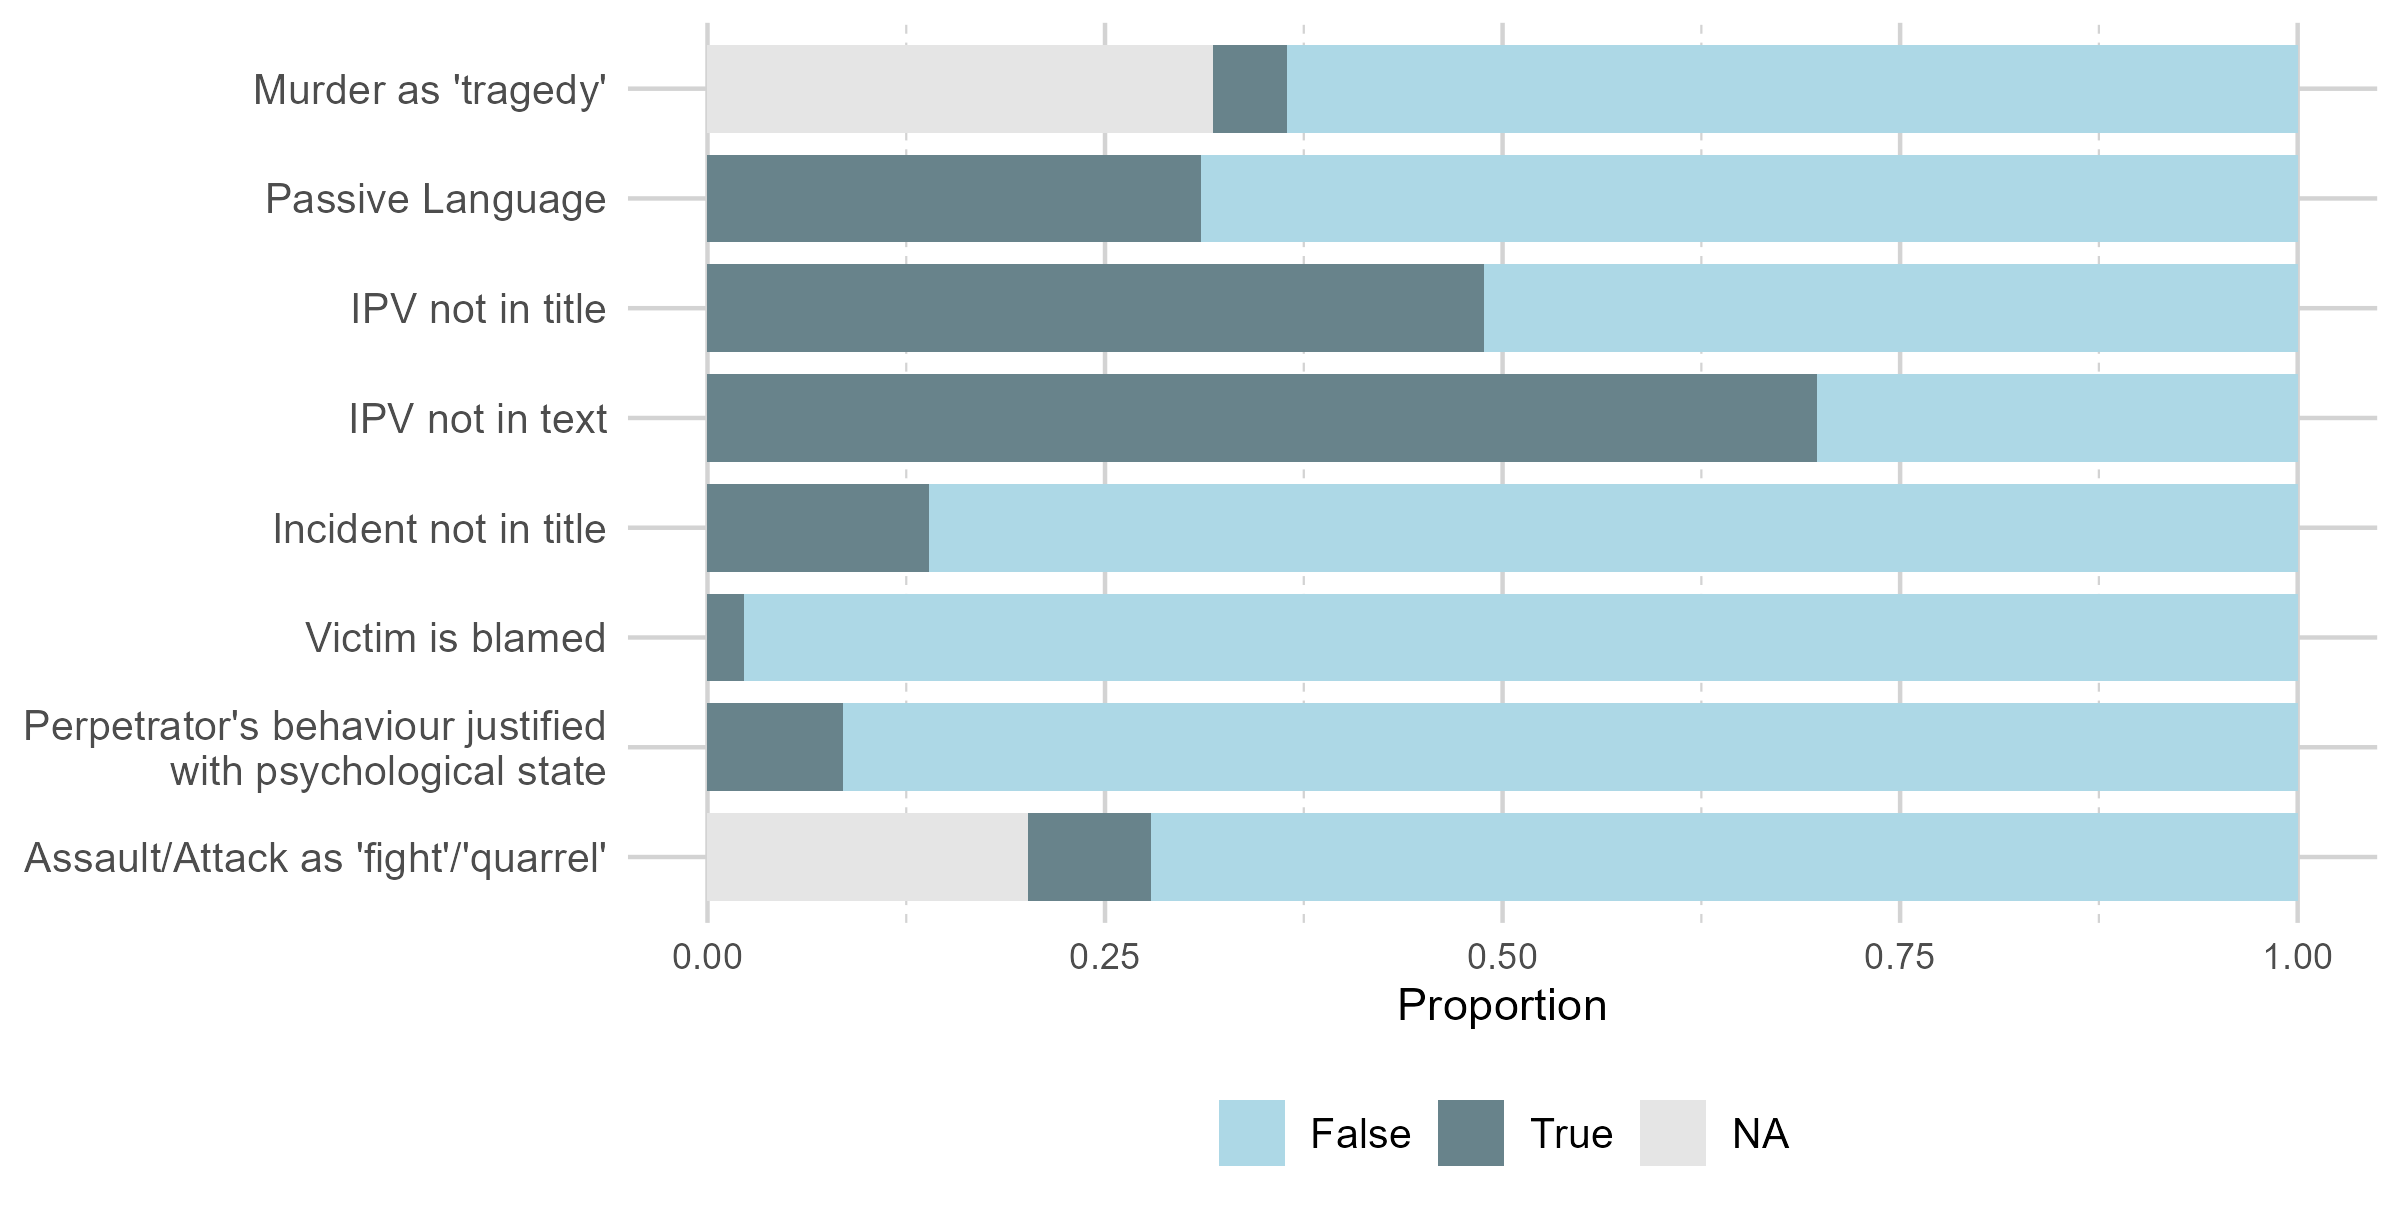 Murder as 'tragedy'
Passive Language
IPV not in title
IPV not in text
Incident not in title
Victim is blamed
Perpetrator's behaviour justified
with psychological state
Assault/Attack as 'fight'/'quarrel'
0.00 0.25 0.50 0.75 1.00
Proportion
False True NA